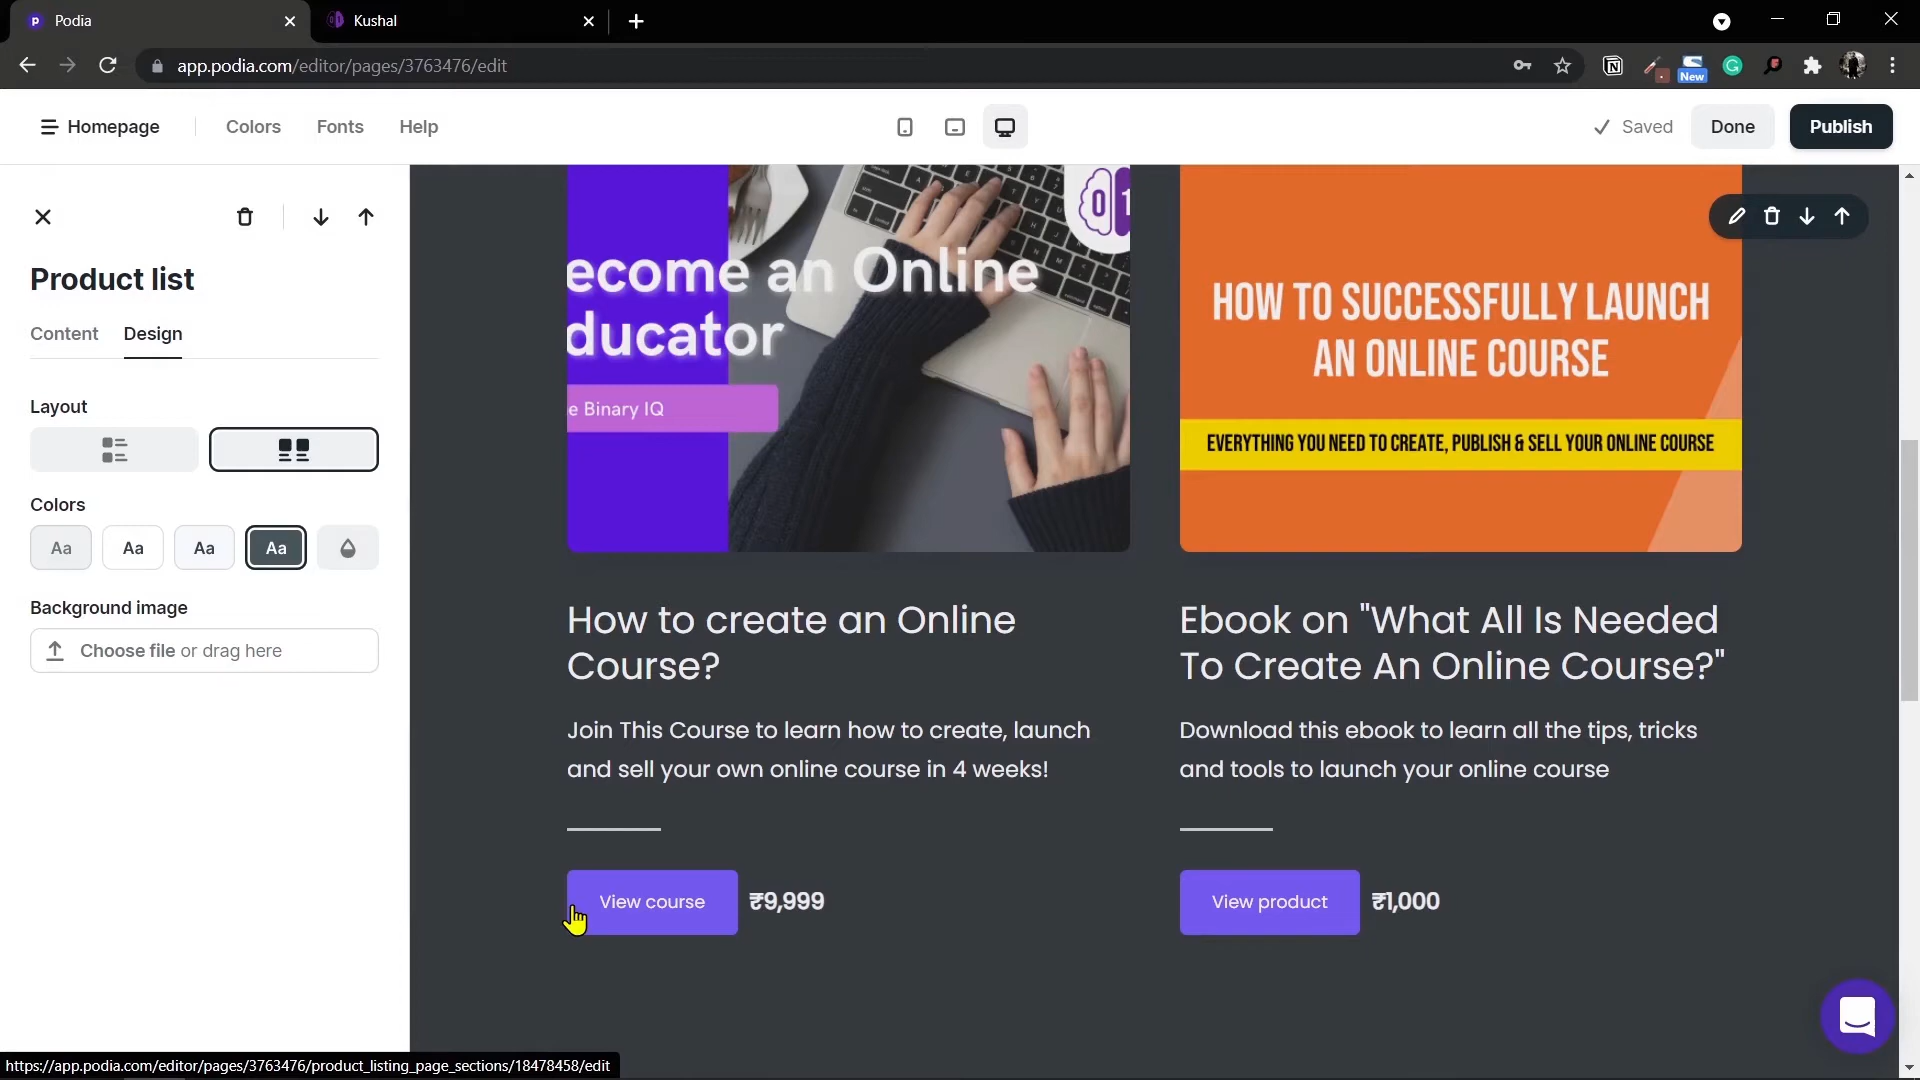 Podia
Kushal
app.podia.com/editor/pages/3763476/edit
New
Homepage
Colors
Fonts
Help
Saved
Done
Publish
Product list
Content
Design
Layout
Colors
Aa
Aa
Aa
Aa
Background image
Choose file or drag here
01
ecome an Online
ducator
e Binary IQ
HOW TO SUCCESSFULLY LAUNCH
AN ONLINE COURSE
EVERYTHING YOU NEED TO CREATE, PUBLISH & SELL YOUR ONLINE COURSE
How to create an Online
Course?
Join This Course to learn how to create, launch
and sell your own online course in 4 weeks!
View course
₹9,999
Ebook on "What All Is Needed
To Create An Online Course?"
Download this ebook to learn all the tips, tricks
and tools to launch your online course
View product
₹1,000
https://app.podia.com/editor/pages/3763476/product_listing_page_sections/18478458/edit